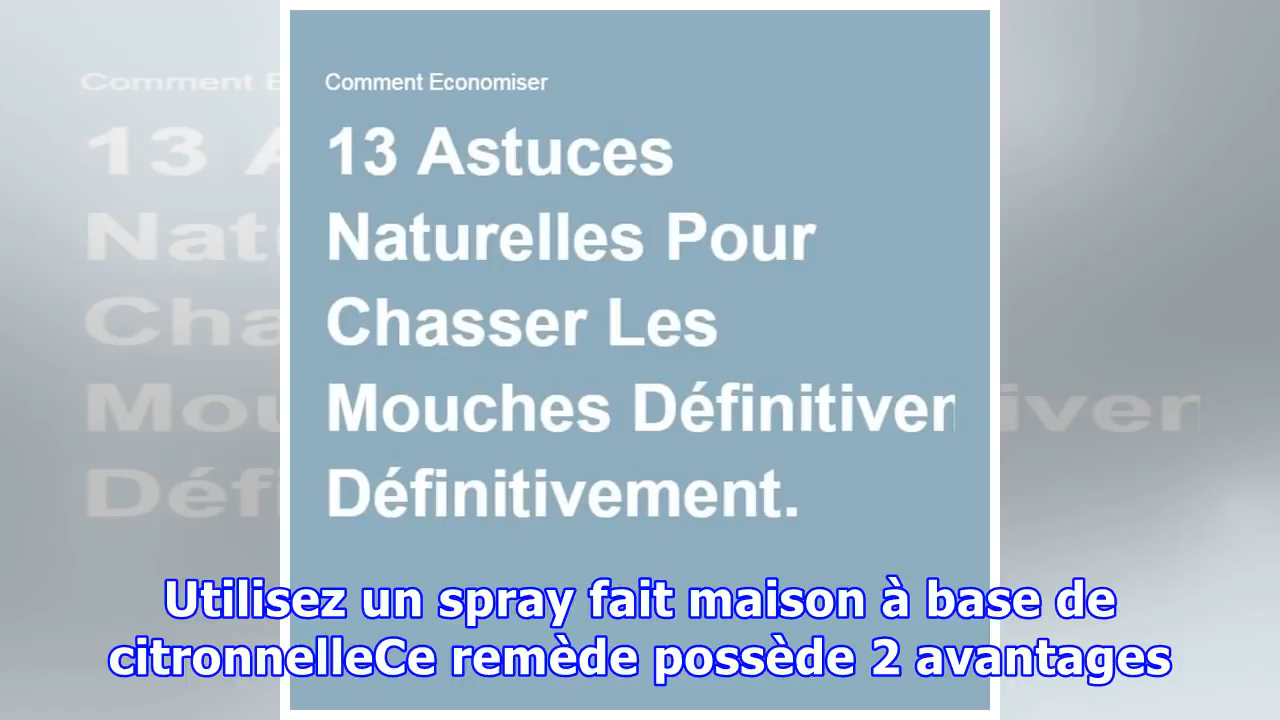 Comment Economiser
13 Astuces
Naturelles Pour
Chasser Les
Mouches Définitiver
Définitivement.
Utilisez un spray fait maison à base de
citronnelleCe remède possède 2 avantages